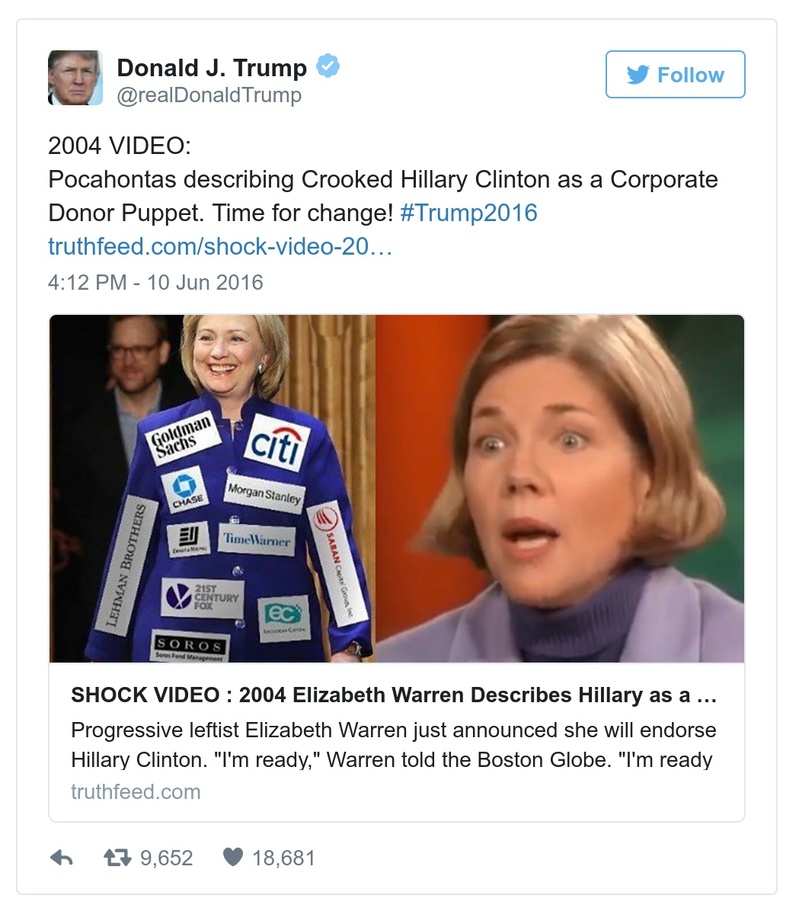 Donald J. Trump
@realDonaldTrump
Follow
2004 VIDEO:
Pocahontas describing Crooked Hillary Clinton as a Corporate
Donor Puppet. Time for change! #Trump2016
truthfeed.com/shock-video-20…
4:12 PM - 10 Jun 2016
Goldman
Sachs
citi
CHASE
Morgan Stanley
LEHMAN BROTHERS
TimeWarner
SABAN Capital Group, Inc.
21ST
CENTURY
FOX
ec
SOROS
Soros Fund Management
SHOCK VIDEO : 2004 Elizabeth Warren Describes Hillary as a ...
Progressive leftist Elizabeth Warren just announced she will endorse
Hillary Clinton. "I'm ready," Warren told the Boston Globe. "I'm ready
truthfeed.com
9,652
18,681